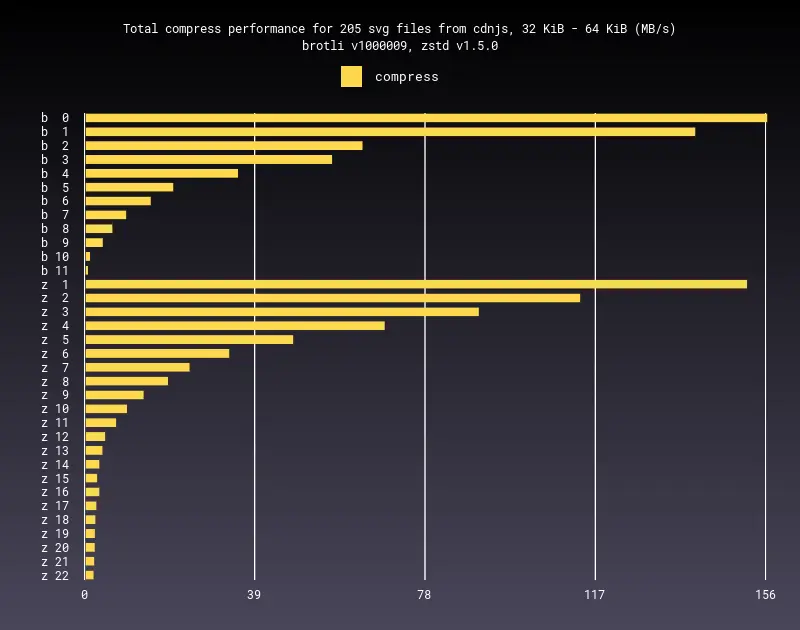 Total compress performance for 205 svg files from cdnjs, 32 KiB - 64 KiB (MB/s)
brotli v1000009, zstd v1.5.0
compress
b 0
b 1
b 2
b 3
b 4
b 5
b 6
b 7
b 8
b 9
b 10
b 11
z 1
z 2
z 3
z 4
z 5
z 6
z 7
z 8
z 9
z 10
z 11
z 12
z 13
z 14
z 15
z 16
z 17
z 18
z 19
z 20
z 21
z 22
0 39 78 117 156